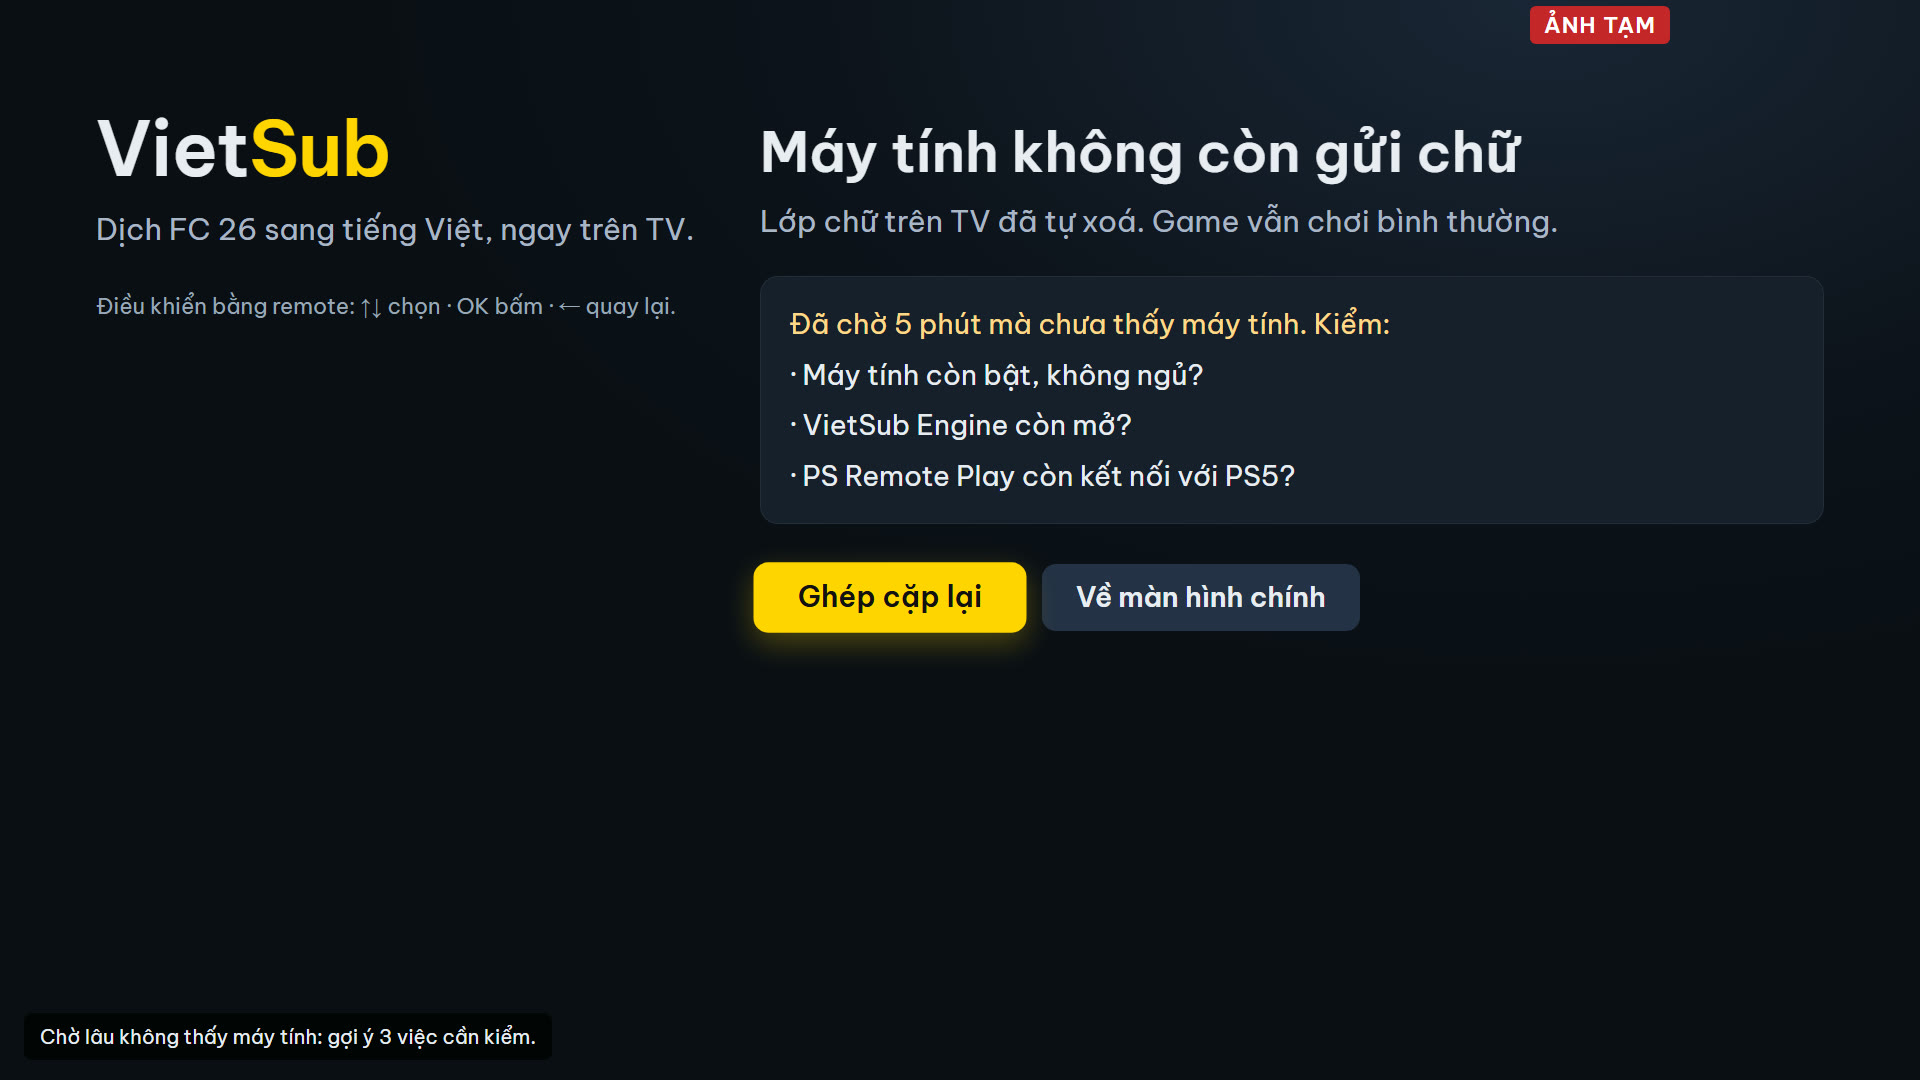 ẢNH TẠM
VietSub
Dịch FC 26 sang tiếng Việt, ngay trên TV.
Điều khiển bằng remote: ↑↓ chọn · OK bấm · ← quay lại.
Máy tính không còn gửi chữ
Lớp chữ trên TV đã tự xoá. Game vẫn chơi bình thường.
Đã chờ 5 phút mà chưa thấy máy tính. Kiểm:
· Máy tính còn bật, không ngủ?
· VietSub Engine còn mở?
· PS Remote Play còn kết nối với PS5?
Ghép cặp lại
Về màn hình chính
Chờ lâu không thấy máy tính: gợi ý 3 việc cần kiểm.